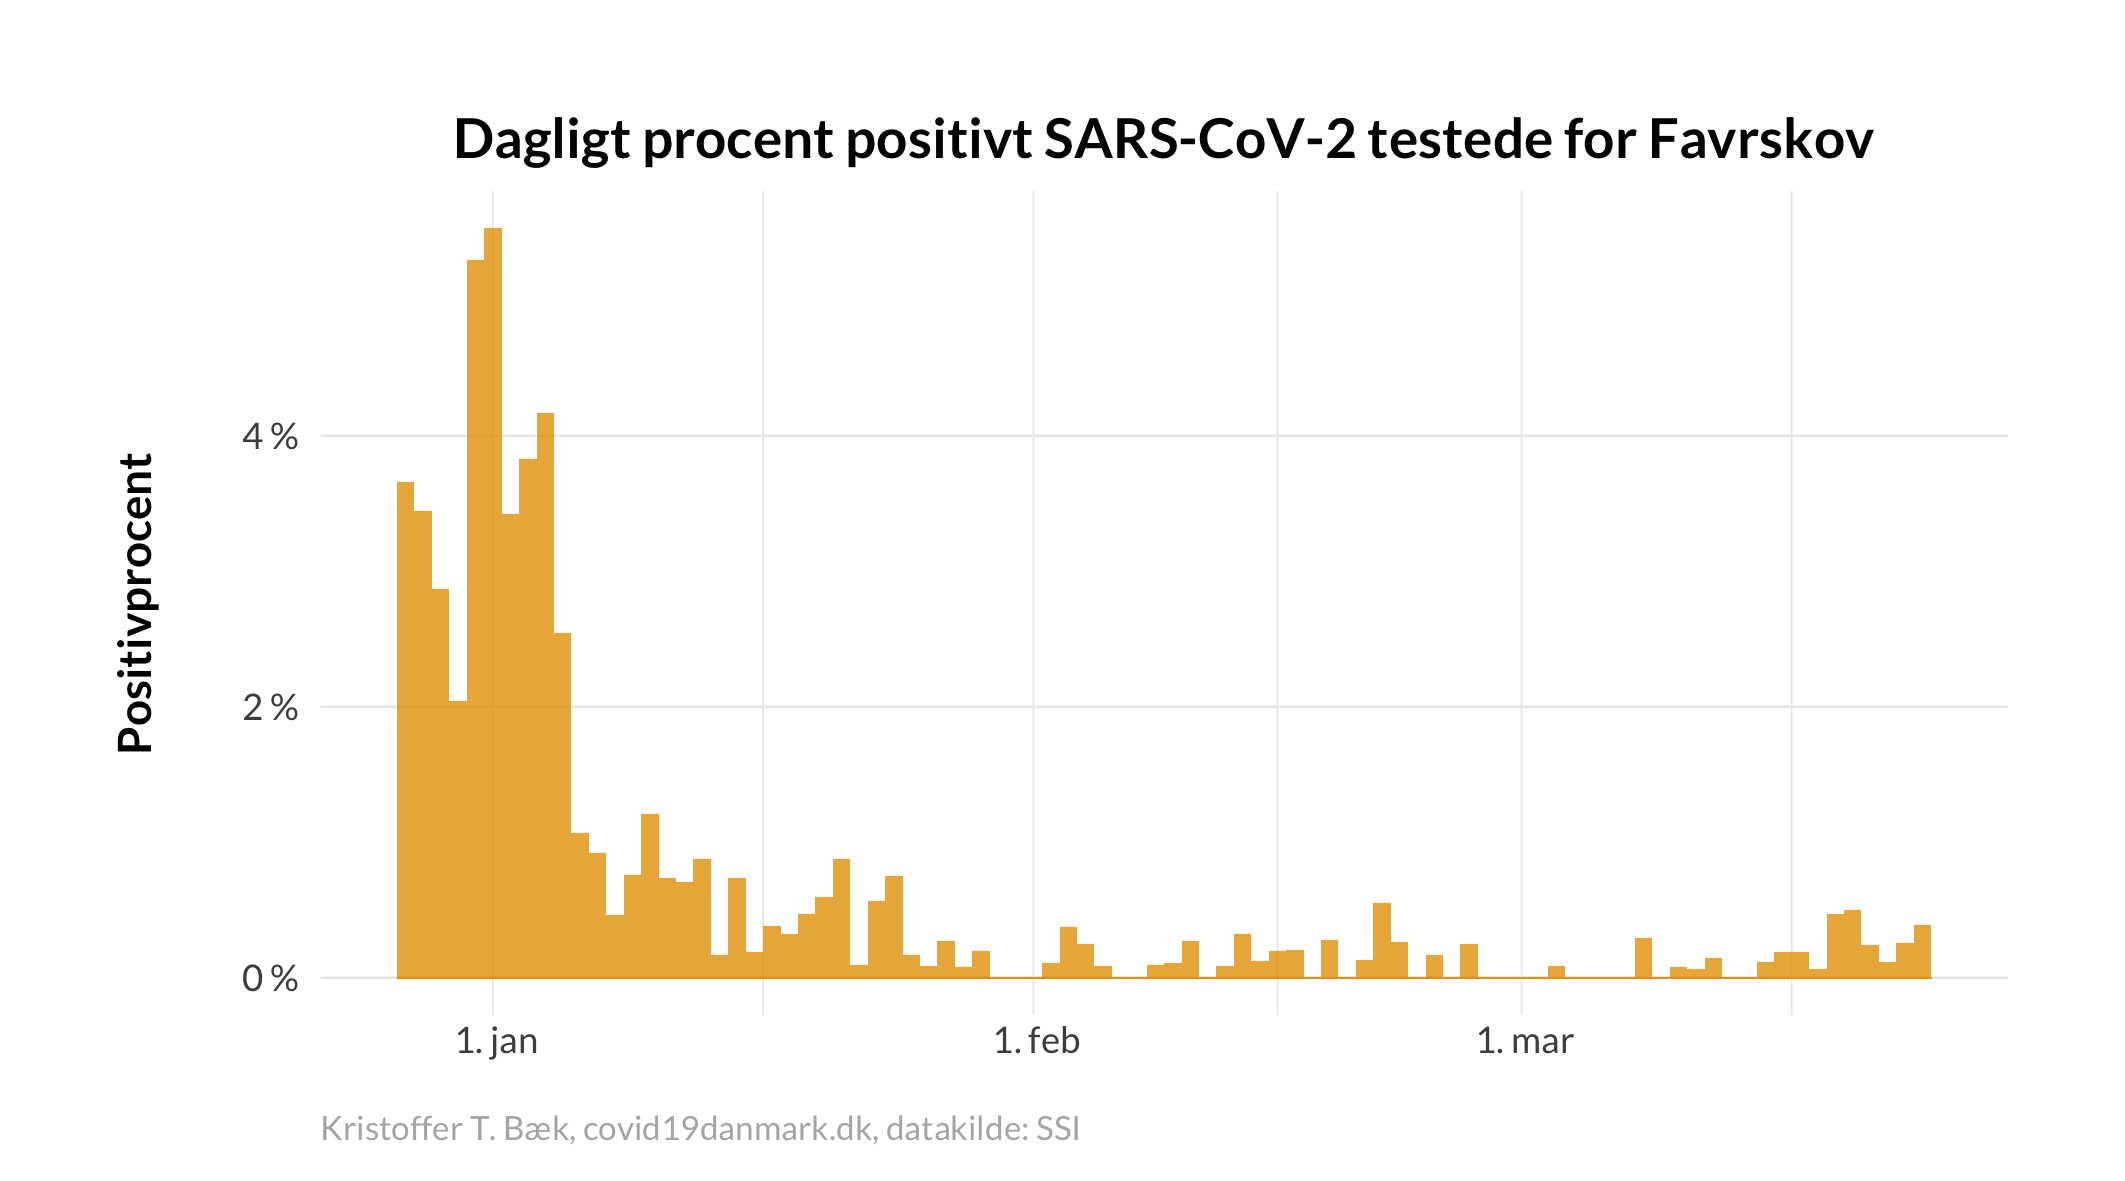 Dagligt procent positivt SARS-CoV-2 testede for Favrskov
Positivprocent
4 %
2 %
0 %
1. jan
1. feb
1. mar
Kristoffer T. Bæk, covid19danmark.dk, datakilde: SSI